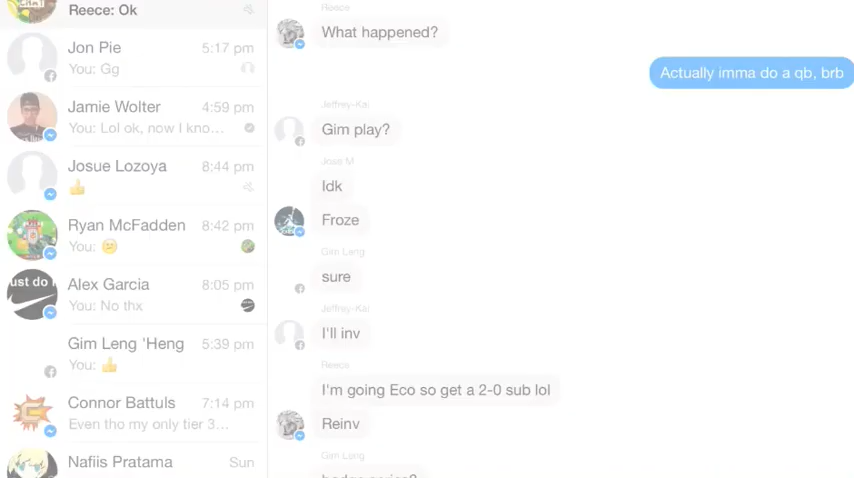 Reece: Ok
Jon Pie 5:17 pm
You: Gg
Jamie Wolter 4:59 pm
You: Lol ok, now I kno...
Josue Lozoya 8:44 pm
👍
Ryan McFadden 8:42 pm
You: 🤔
Alex Garcia 8:05 pm
You: No thx
ust do i
Gim Leng 'Heng 5:39 pm
You: 👍
Connor Battuls 7:14 pm
Even tho my only tier 3...
Nafiis Pratama Sun
Reece
What happened?
Actually imma do a qb, brb
Jeffrey-Kai
Gim play?
Jose M
Idk
Froze
Gim Leng
sure
Jeffrey-Kai
I'll inv
Reece
I'm going Eco so get a 2-0 sub lol
Reinv
Gim Leng